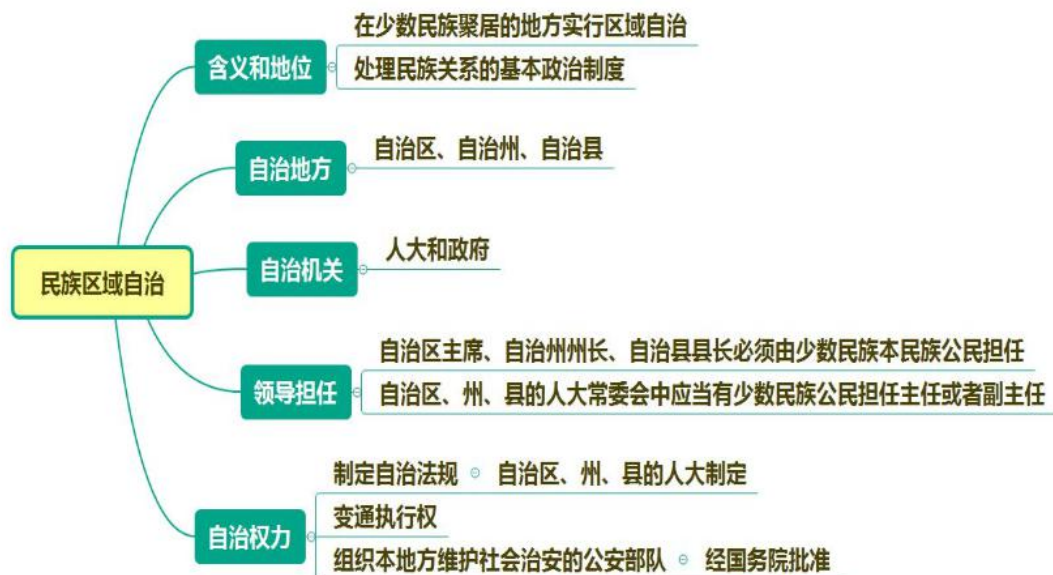 民族区域自治
含义和地位
在少数民族聚居的地方实行区域自治
处理民族关系的基本政治制度
自治地方
自治区、自治州、自治县
自治机关
人大和政府
领导担任
自治区主席、自治州州长、自治县县长必须由少数民族本民族公民担任
自治区、州、县的人大常委会中应当有少数民族公民担任主任或者副主任
自治权力
制定自治法规
自治区、州、县的人大制定
变通执行权
组织本地方维护社会治安的公安部队
经国务院批准